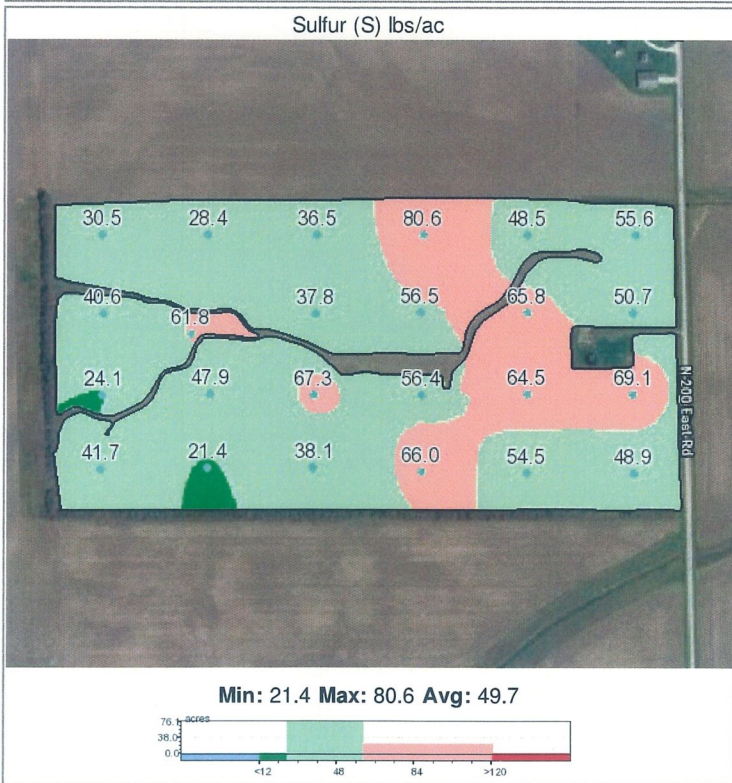 Sulfur (S) lbs/ac
30.5 28.4 36.5 80.6 48.5 55.6
40.6 61.8 37.8 56.5 65.8 50.7
24.1 47.9 67.3 56.4 64.5 69.1
41.7 21.4 38.1 66.0 54.5 48.9
N-200 East-Rd
Min: 21.4 Max: 80.6 Avg: 49.7
76.1 acres
38.0
0.0
<12 48 84 >120